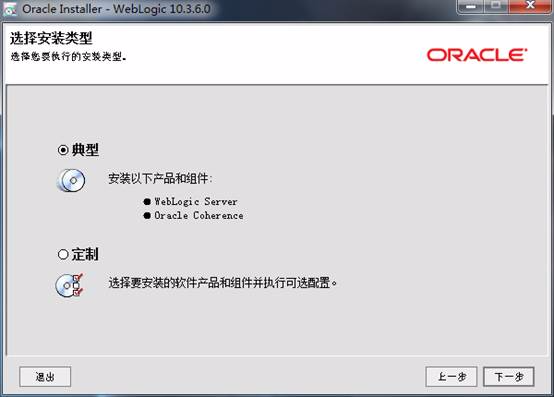 Oracle Installer - WebLogic 10.3.6.0
选择安装类型
选择您要执行的安装类型。
ORACLE
典型
安装以下产品和组件:
WebLogic Server
Oracle Coherence
定制
选择要安装的软件产品和组件并执行可选配置。
退出
上一步
下一步